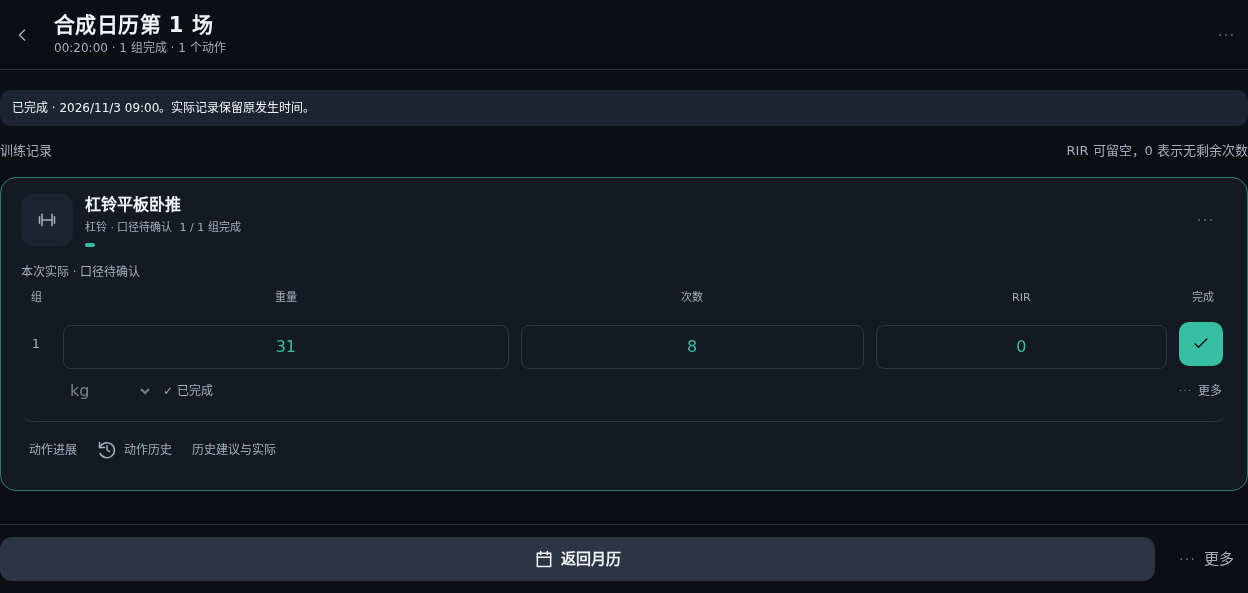 合成日历第 1 场
00:20:00 · 1 组完成 · 1 个动作
已完成 · 2026/11/3 09:00。实际记录保留原发生时间。
训练记录
RIR 可留空，0 表示无剩余次数
杠铃平板卧推
杠铃 · 口径待确认 1 / 1 组完成
本次实际 · 口径待确认
组 重量 次数 RIR 完成
1 31 8 0
kg ✓ 已完成 ··· 更多
动作进展 动作历史 历史建议与实际
返回月历 ··· 更多